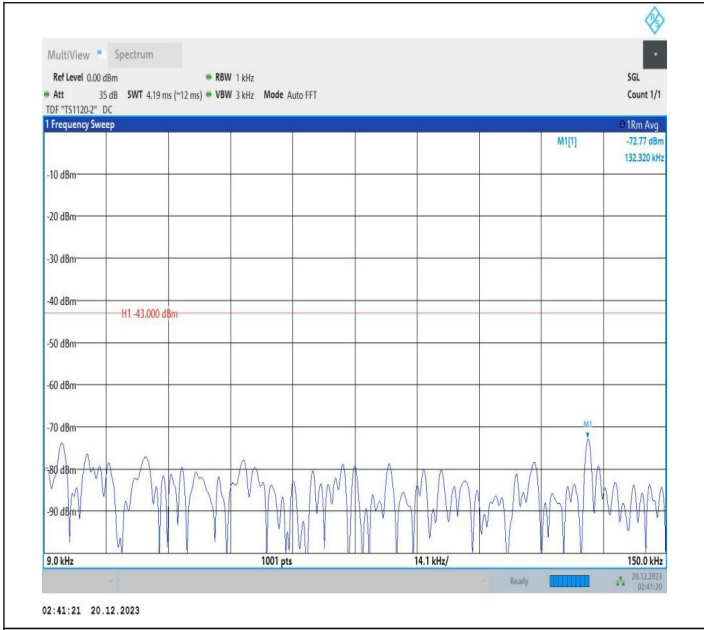 R&S
MultiView Spectrum
Ref Level 0.00 dBm RBW 1 kHz SGL
Att 35 dB SWT 4.19 ms (~12 ms) VBW 3 kHz Mode Auto FFT Count 1/1
TDF "TS1120-2" DC
1 Frequency Sweep 1Rm Avg
M1[1] -72.77 dBm
132.320 kHz
-10 dBm
-20 dBm
-30 dBm
-40 dBm
H1 -43.000 dBm
-50 dBm
-60 dBm
-70 dBm
M1
-80 dBm
-90 dBm
9.0 kHz 1001 pts 14.1 kHz/ 150.0 kHz
Ready 20.12.2023
02:41:20
02:41:21 20.12.2023